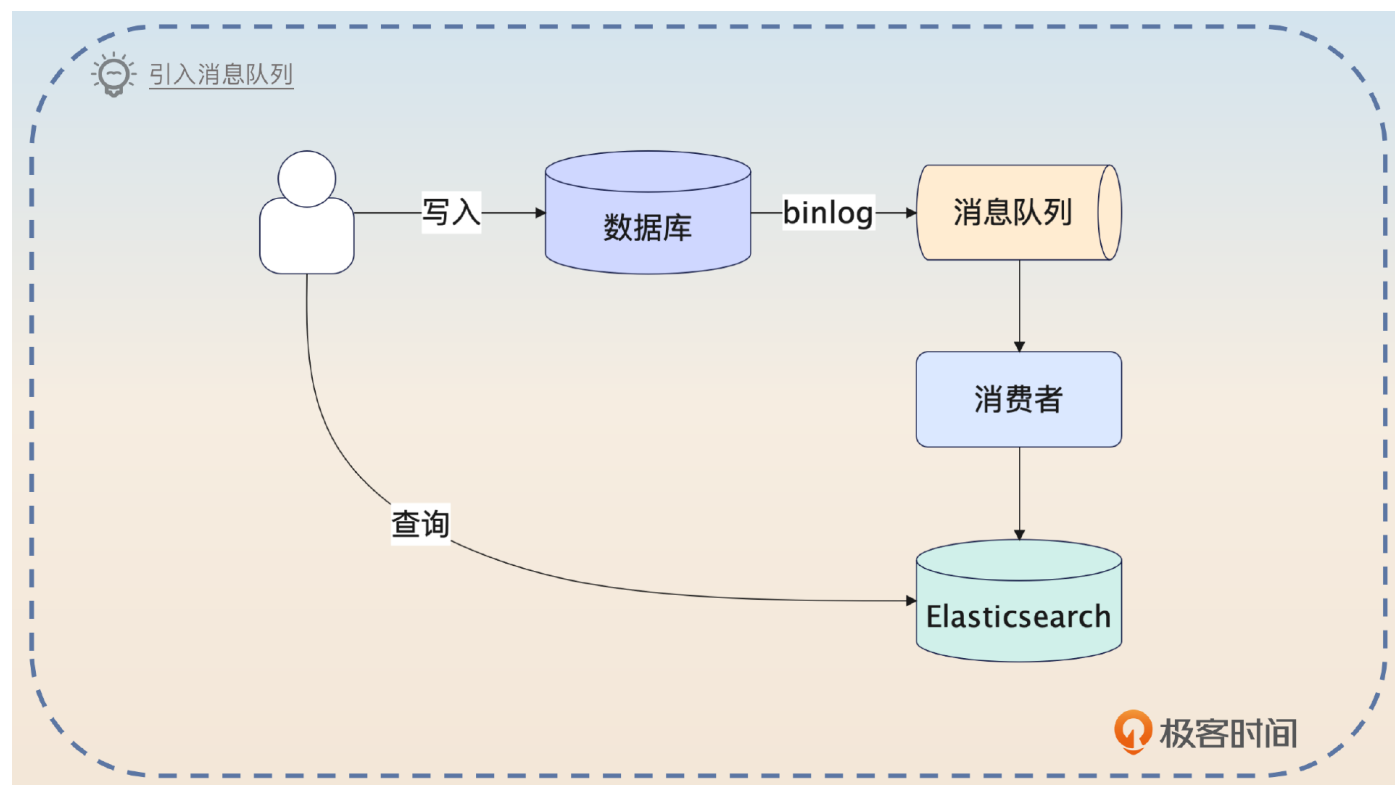 引入消息队列
写入
数据库
binlog
消息队列
消费者
查询
Elasticsearch
极客时间